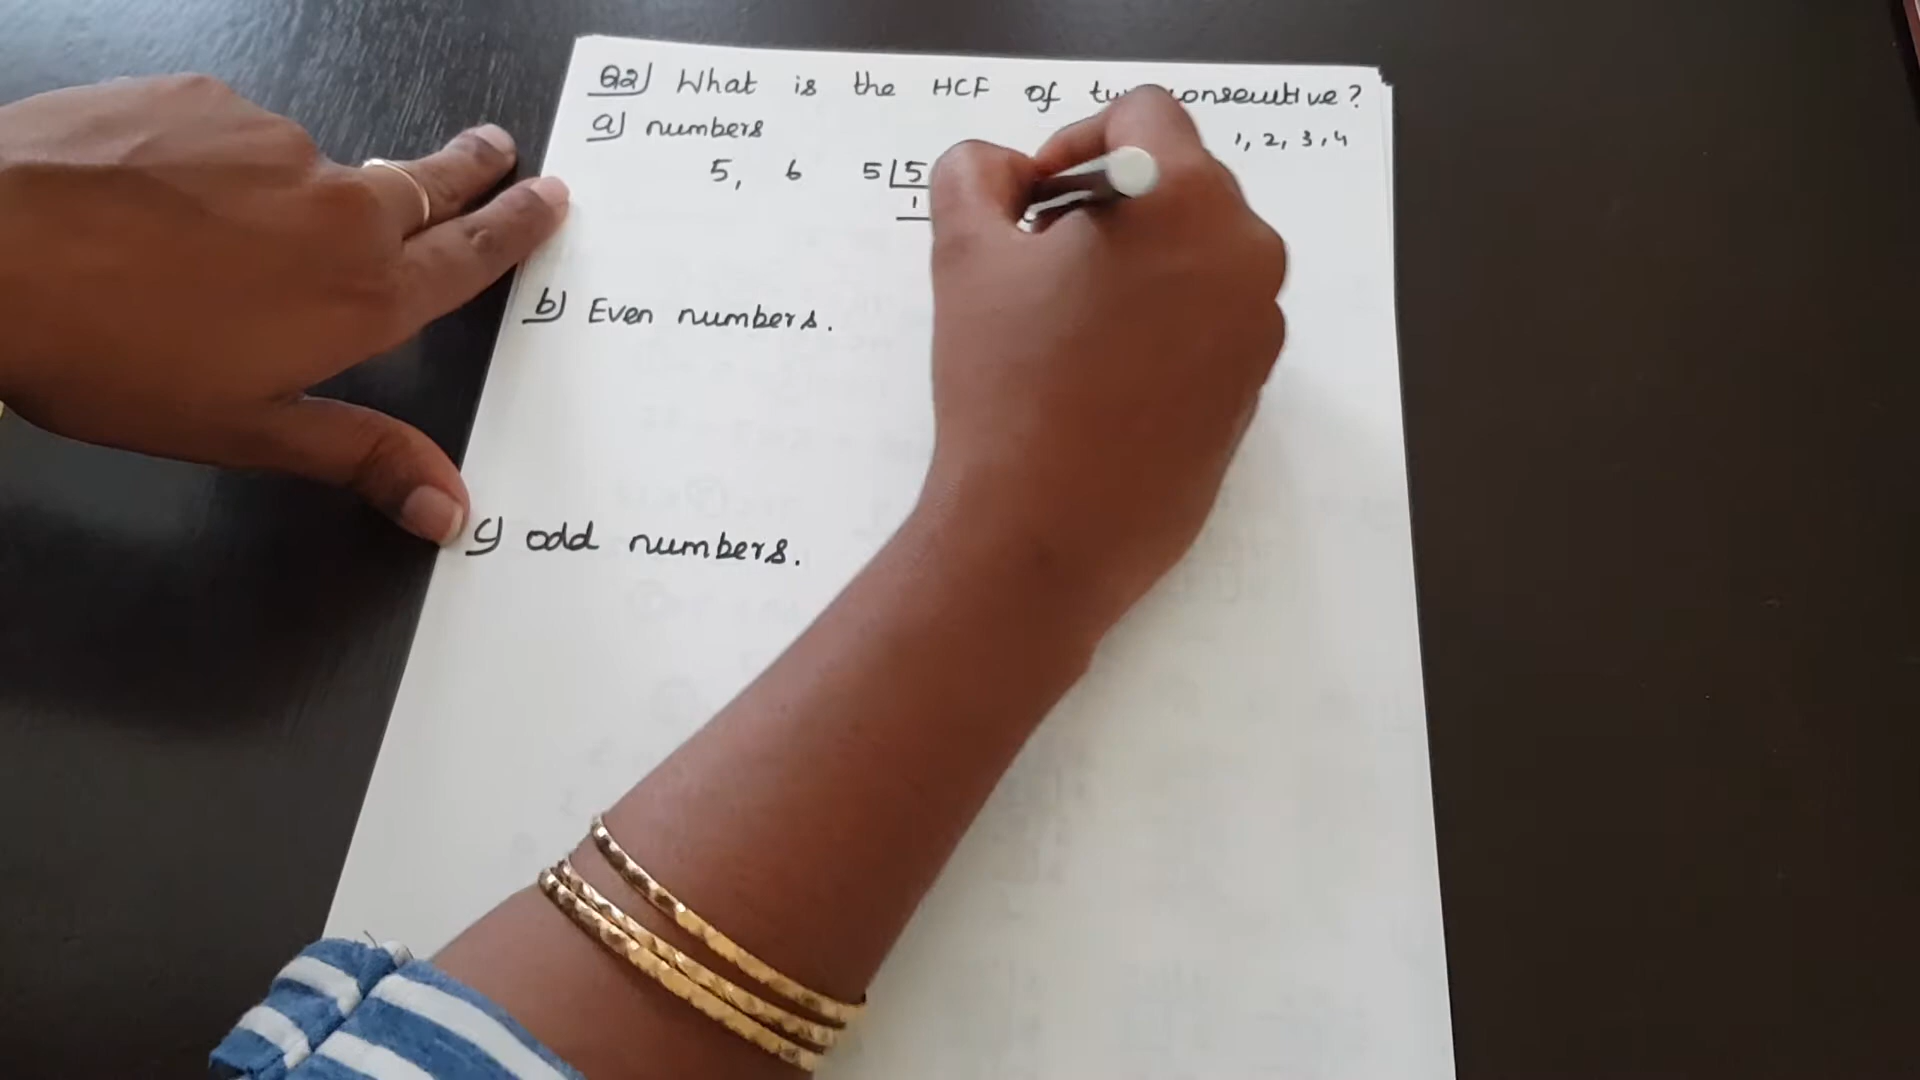 Q2) What is the HCF of consecutive?
a) numbers
1, 2, 3, 4
5, 6 5 5
1
b) Even numbers.
c) odd numbers.